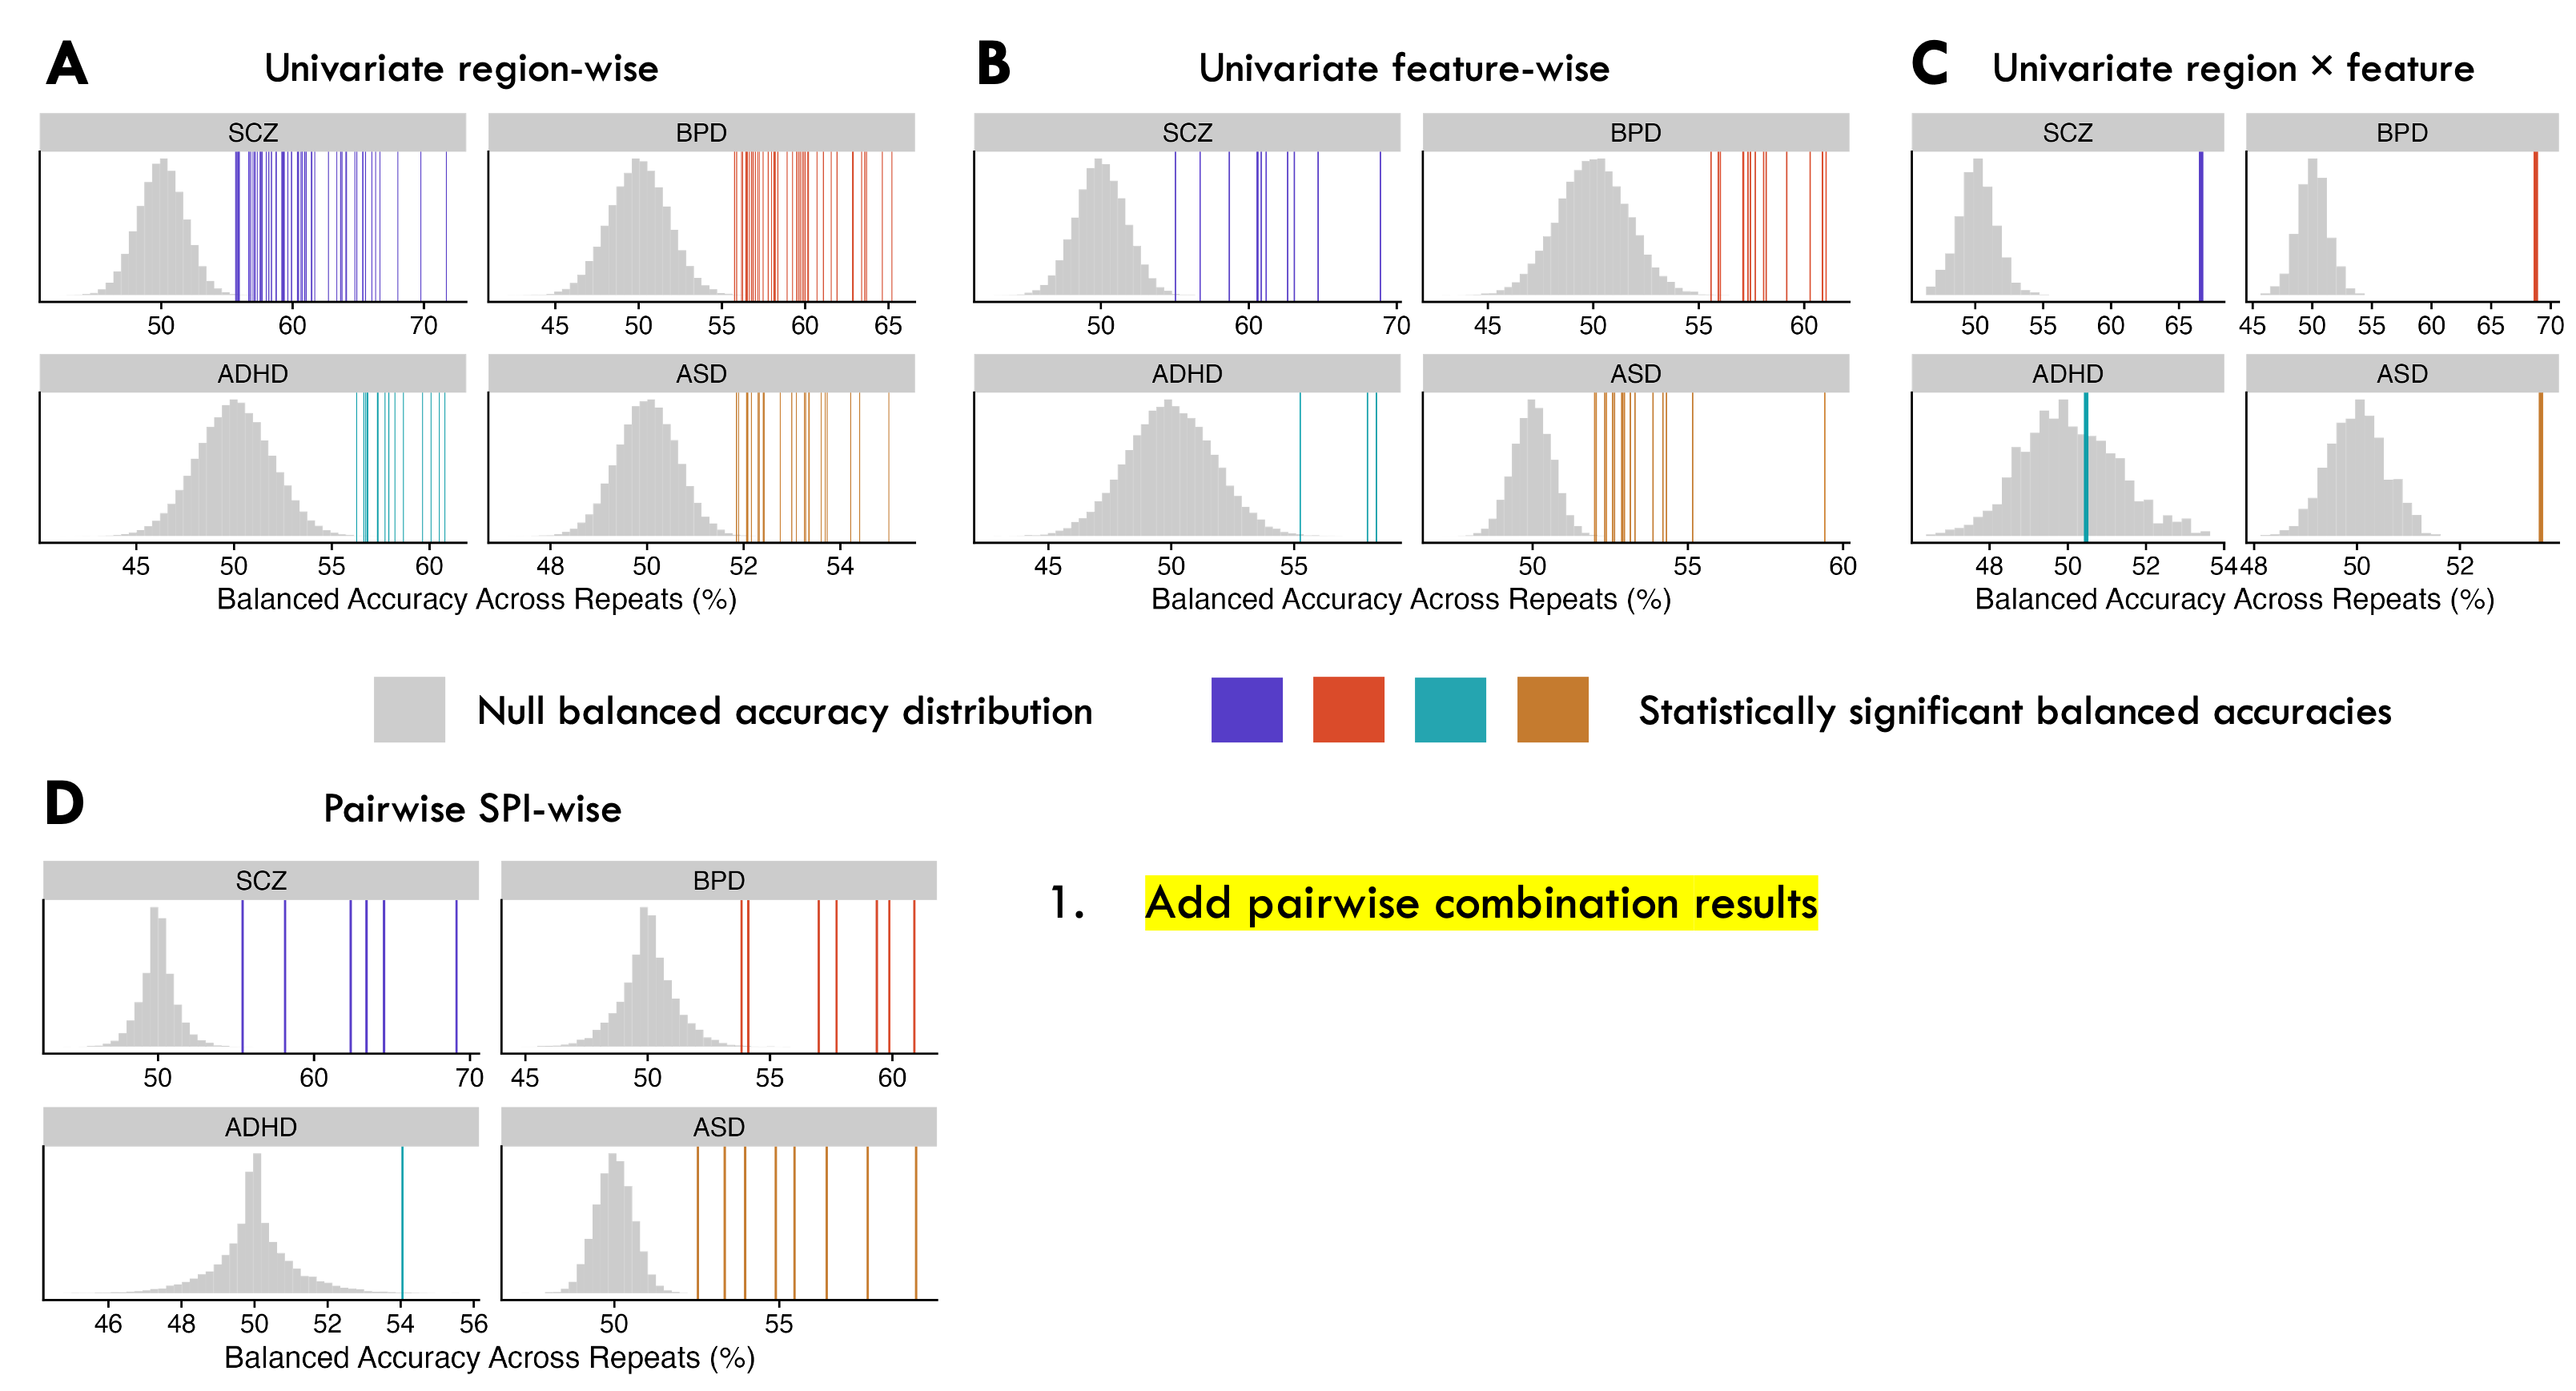 A Univariate region-wise
B Univariate feature-wise
C Univariate region × feature
SCZ BPD SCZ BPD SCZ BPD
50 60 70 45 50 55 60 65 50 60 70 45 50 55 60 50 55 60 65 45 50 55 60 65 70
ADHD ASD ADHD ASD ADHD ASD
45 50 55 60 48 50 52 54 45 50 55 50 55 60 48 50 52 54 48 50 52
Balanced Accuracy Across Repeats (%) Balanced Accuracy Across Repeats (%) Balanced Accuracy Across Repeats (%)
Null balanced accuracy distribution Statistically significant balanced accuracies
D Pairwise SPI-wise
SCZ BPD
1. Add pairwise combination results
50 60 70 45 50 55 60
ADHD ASD
46 48 50 52 54 56 50 55
Balanced Accuracy Across Repeats (%)